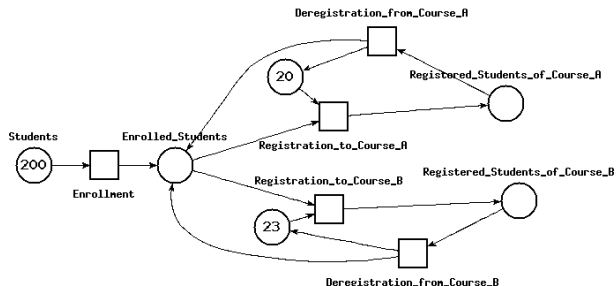 Deregistration_from_Course_A
20
Registered_Students_of_Course_A
Students
Enrolled_Students
200
Registration_to_Course_A
Enrollment
Registration_to_Course_B
Registered_Students_of_Course_B
23
Deregistration_from_Course_B